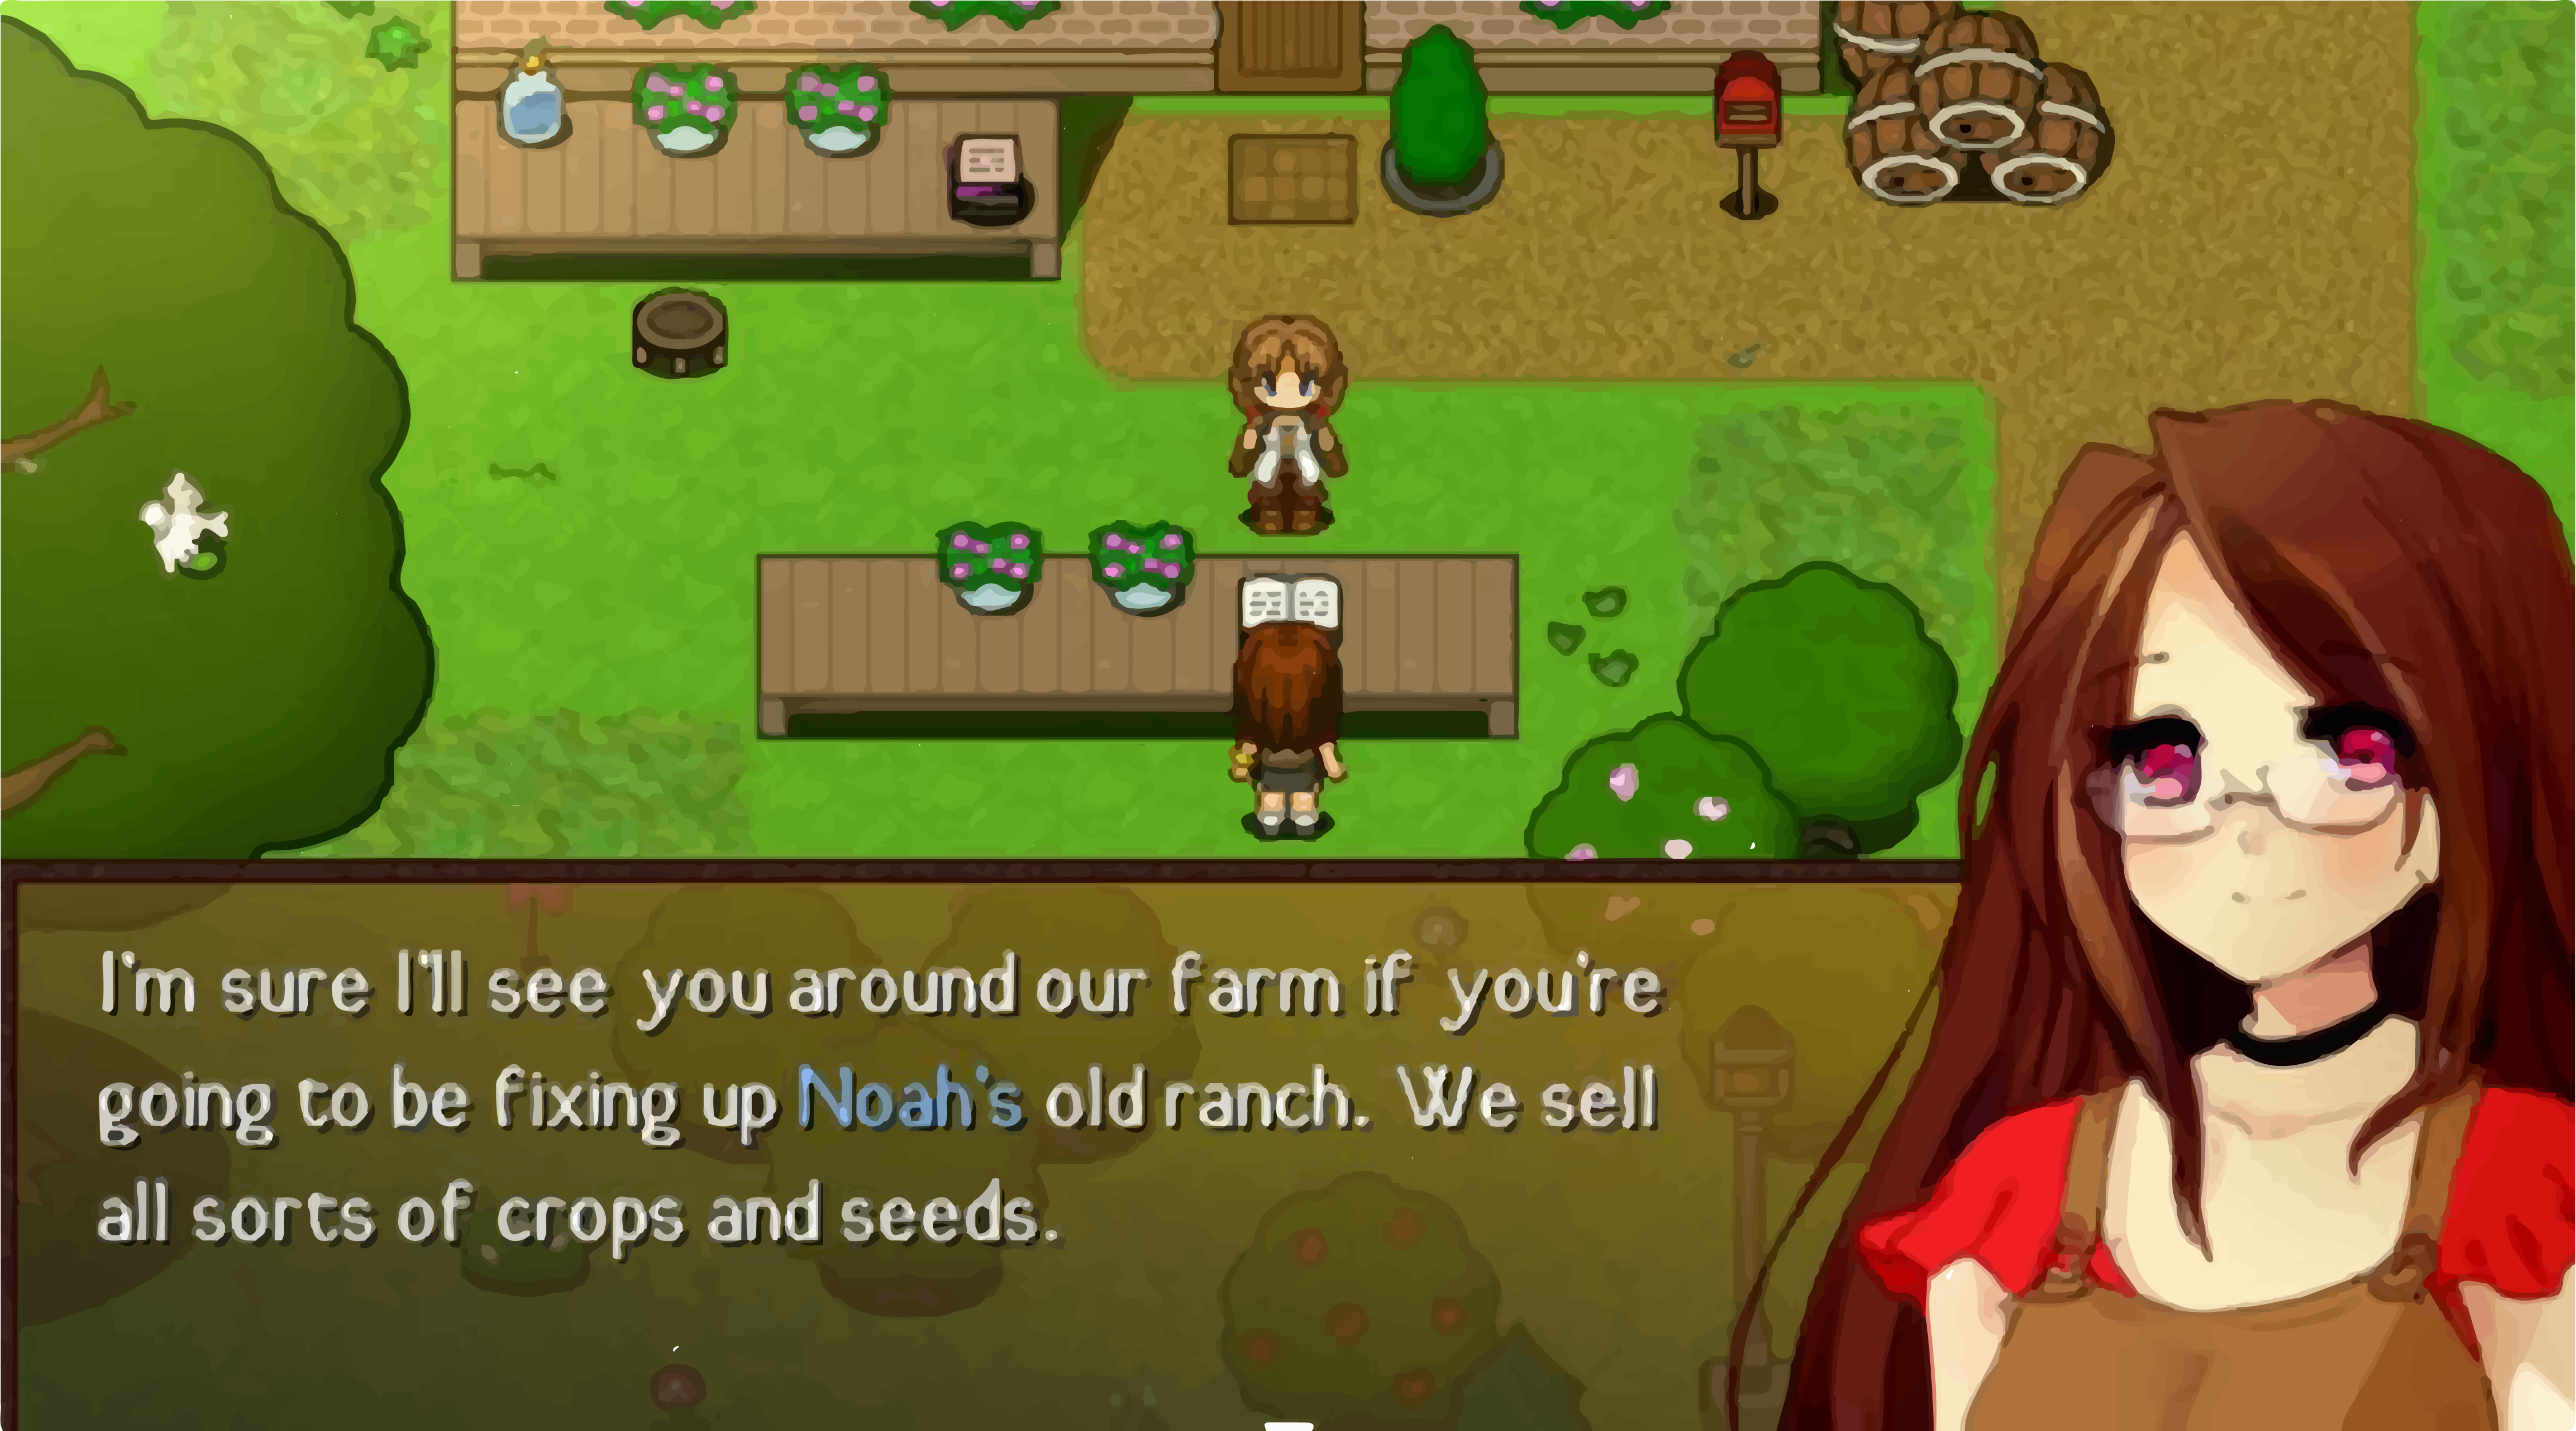 I'm sure I'll see you around our farm if you're
going to be fixing up Noah's old ranch. We sell
all sorts of crops and seeds.